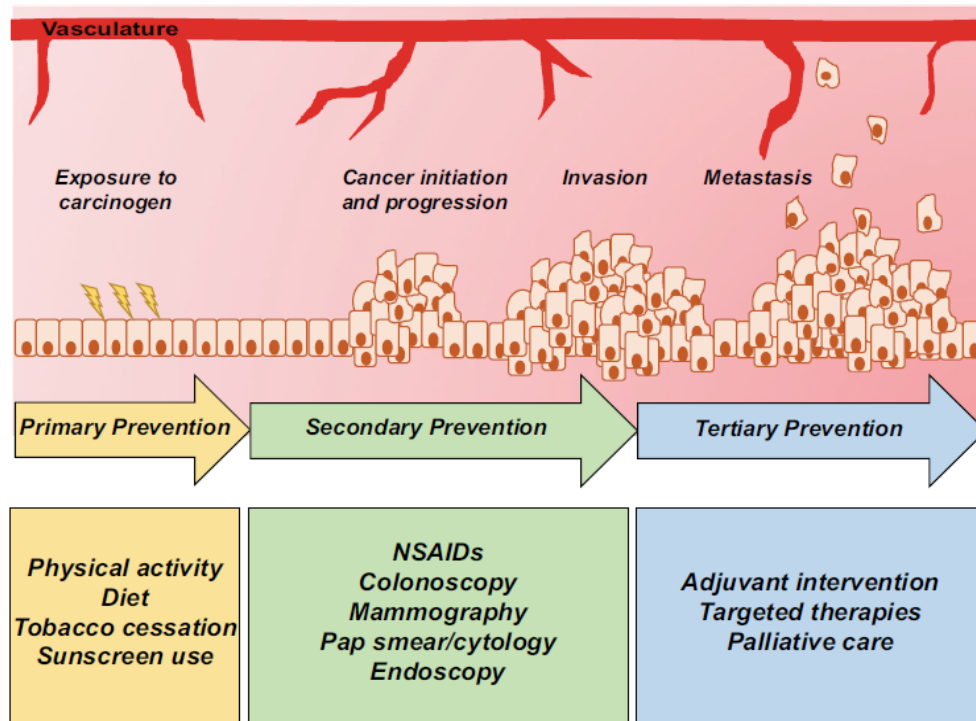 Vasculature
Exposure to
carcinogen
Cancer initiation
and progression
Invasion
Metastasis
Primary Prevention
Secondary Prevention
Tertiary Prevention
Physical activity
Diet
Tobacco cessation
Sunscreen use
NSAIDs
Colonoscopy
Mammography
Pap smear/cytology
Endoscopy
Adjuvant intervention
Targeted therapies
Palliative care